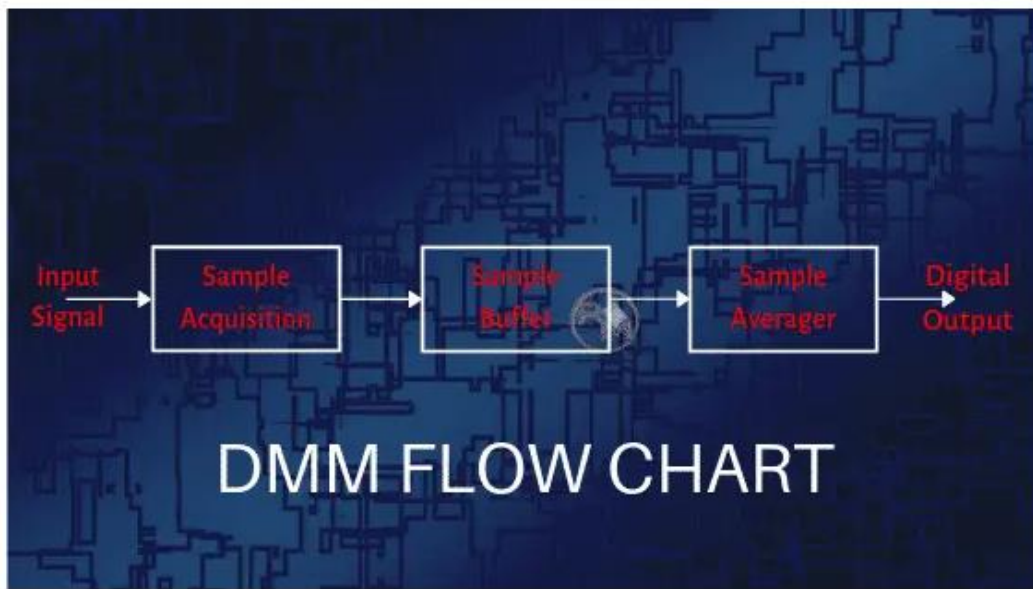 Input
Signal
Sample
Acquisition
Sample
Buffer
Sample
Averager
Digital
Output
DMM FLOW CHART